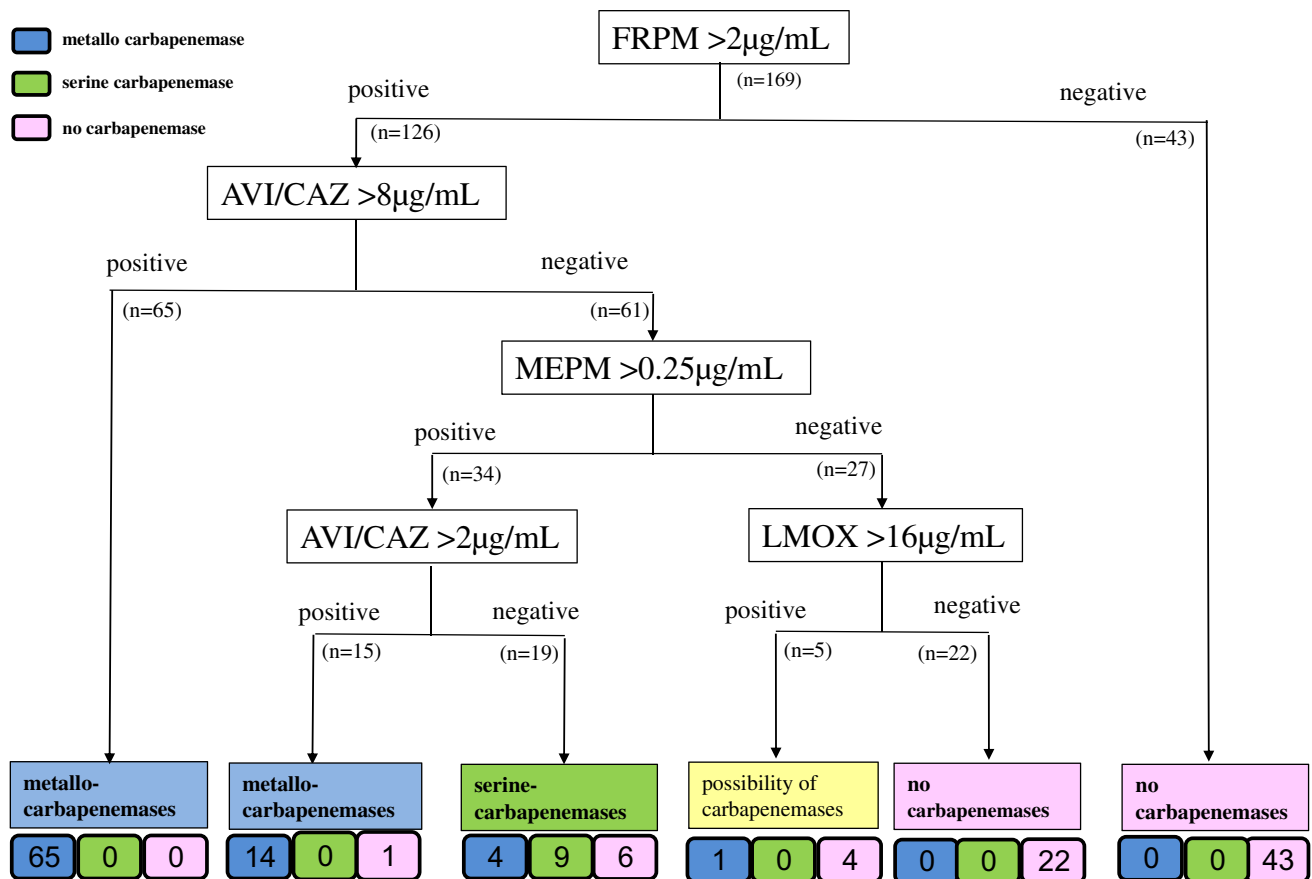 metallo carbapenemase
serine carbapenemase
no carbapenemase
FRPM >2µg/mL
(n=169)
positive
negative
(n=126)
(n=43)
AVI/CAZ >8µg/mL
positive
negative
(n=65)
(n=61)
MEPM >0.25µg/mL
positive
negative
(n=34)
(n=27)
AVI/CAZ >2µg/mL
LMOX >16µg/mL
positive
negative
positive
negative
(n=15)
(n=19)
(n=5)
(n=22)
metallo-
carbapenemases
metallo-
carbapenemases
serine-
carbapenemases
possibility of
carbapenemases
no
carbapenemases
no
carbapenemases
65 0 0
14 0 1
4 9 6
1 0 4
0 0 22
0 0 43